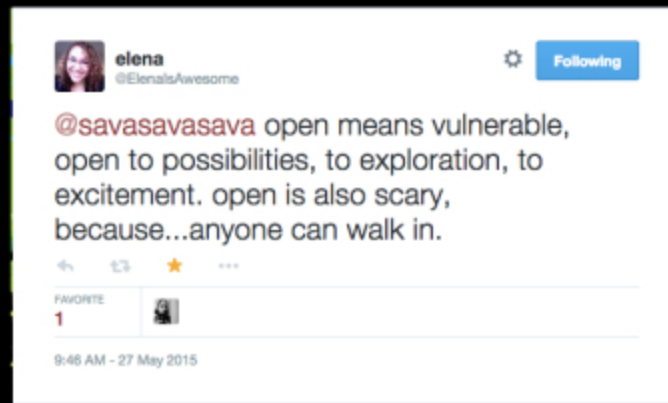 elena
@ElenaIsAwesome
Following
@savasavasava open means vulnerable,
open to possibilities, to exploration, to
excitement. open is also scary,
because...anyone can walk in.
FAVORITE
1
9:46 AM - 27 May 2015